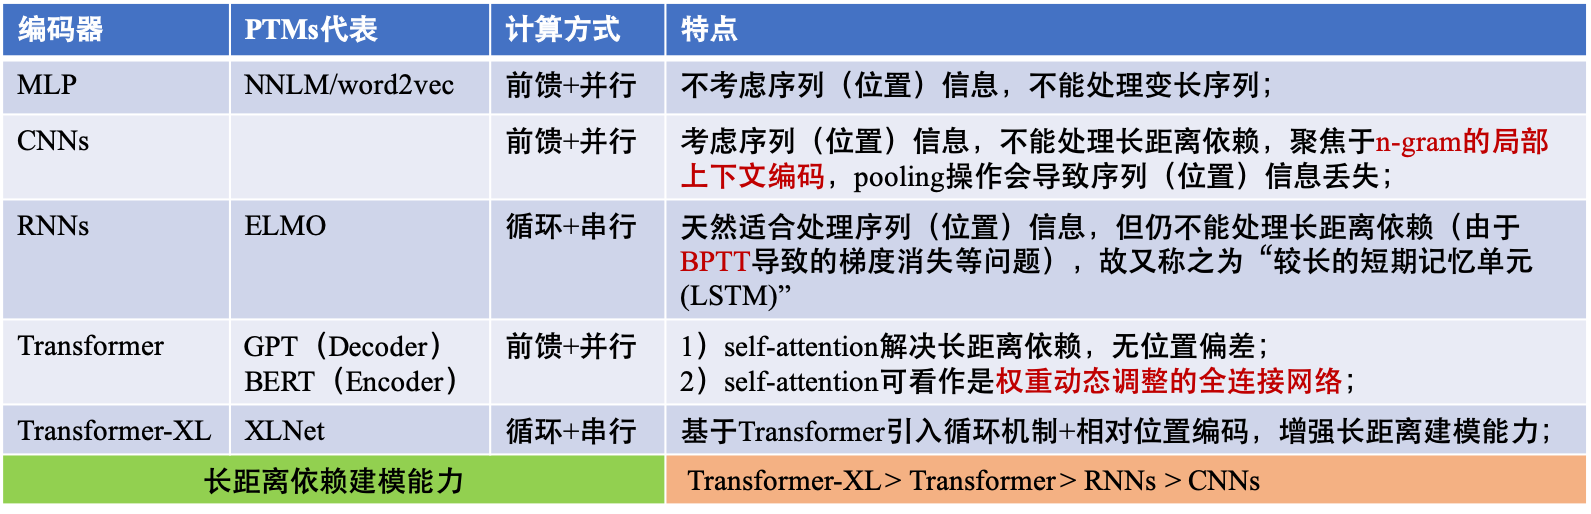 编码器 PTMs代表 计算方式 特点
MLP NNLM/word2vec 前馈+并行 不考虑序列（位置）信息，不能处理变长序列；
CNNs 前馈+并行 考虑序列（位置）信息，不能处理长距离依赖，聚焦于n-gram的局部
上下文编码，pooling操作会导致序列（位置）信息丢失；
RNNs ELMO 循环+串行 天然适合处理序列（位置）信息，但仍不能处理长距离依赖（由于
BPTT导致的梯度消失等问题），故又称之为“较长的短期记忆单元
(LSTM)”
Transformer GPT（Decoder） 前馈+并行 1）self-attention解决长距离依赖，无位置偏差；
BERT（Encoder） 2）self-attention可看作是权重动态调整的全连接网络；
Transformer-XL XLNet 循环+串行 基于Transformer引入循环机制+相对位置编码，增强长距离建模能力；
长距离依赖建模能力 Transformer-XL > Transformer > RNNs > CNNs